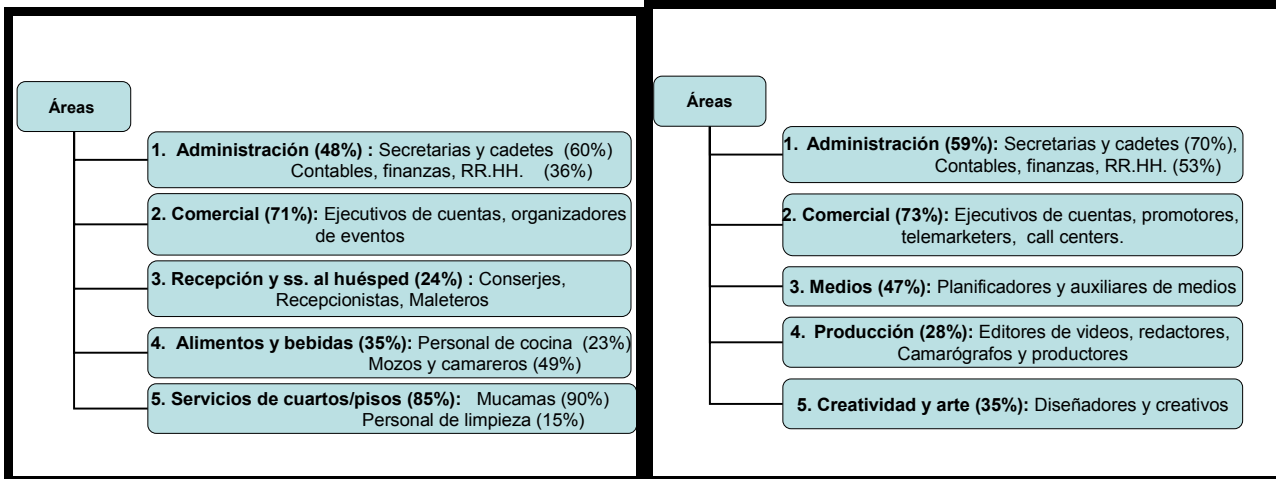 Áreas
1. Administración (48%) : Secretarias y cadetes (60%)
Contables, finanzas, RR.HH. (36%)
2. Comercial (71%): Ejecutivos de cuentas, organizadores
de eventos
3. Recepción y ss. al huésped (24%) : Conserjes,
Recepcionistas, Maleteros
4. Alimentos y bebidas (35%): Personal de cocina (23%)
Mozos y camareros (49%)
5. Servicios de cuartos/pisos (85%): Mucamas (90%)
Personal de limpieza (15%)
Áreas
1. Administración (59%): Secretarias y cadetes (70%),
Contables, finanzas, RR.HH. (53%)
2. Comercial (73%): Ejecutivos de cuentas, promotores,
telemarketers, call centers.
3. Medios (47%): Planificadores y auxiliares de medios
4. Producción (28%): Editores de videos, redactores,
Camarógrafos y productores
5. Creatividad y arte (35%): Diseñadores y creativos